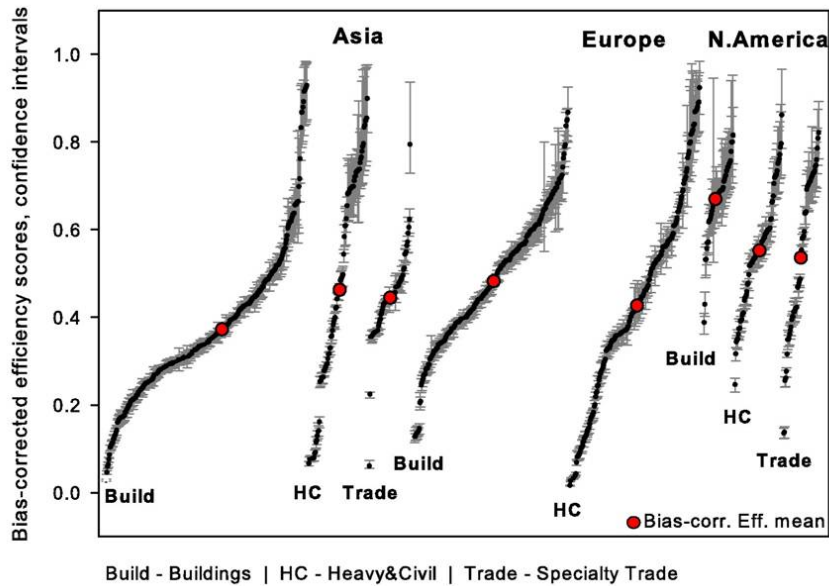 Asia
Europe
N.America
Bias-corrected efficiency scores, confidence intervals
1.0
0.8
0.6
0.4
0.2
0.0
Build
HC
Trade
Build
HC
Build
HC
Trade
Bias-corr. Eff. mean
Build - Buildings | HC - Heavy&Civil | Trade - Specialty Trade